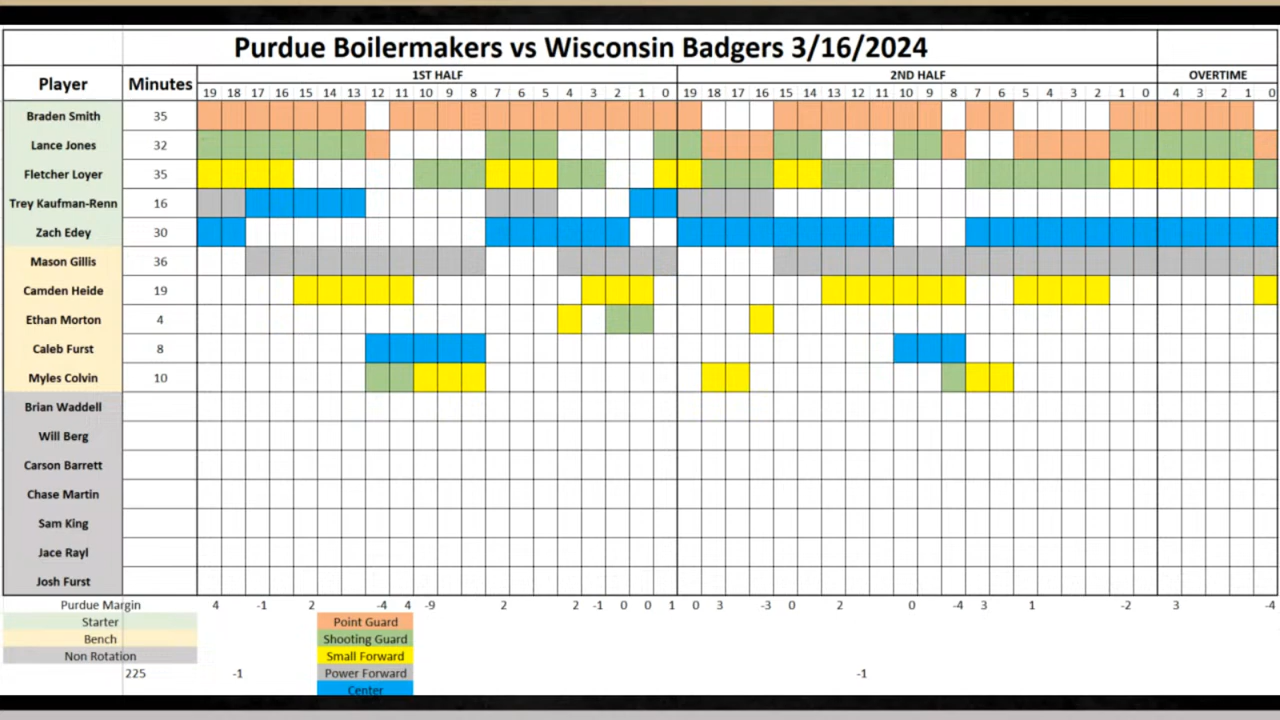 Purdue Boilermakers vs Wisconsin Badgers 3/16/2024
Player Minutes 1ST HALF 2ND HALF OVERTIME
19 18 17 16 15 14 13 12 11 10 9 8 7 6 5 4 3 2 1 0 19 18 17 16 15 14 13 12 11 10 9 8 7 6 5 4 3 2 1 0 4 3 2 1 0
Braden Smith 35
Lance Jones 32
Fletcher Loyer 35
Trey Kaufman-Renn 16
Zach Edey 30
Mason Gillis 36
Camden Heide 19
Ethan Morton 4
Caleb Furst 8
Myles Colvin 10
Brian Waddell
Will Berg
Carson Barrett
Chase Martin
Sam King
Jace Rayl
Josh Furst
Purdue Margin 4 -1 2 -4 4 -9 2 2 -1 0 0 1 0 3 -3 0 2 0 -4 3 1 -2 3 -4
Starter Point Guard
Bench Shooting Guard
Non Rotation Small Forward
225 -1 Power Forward -1
Center